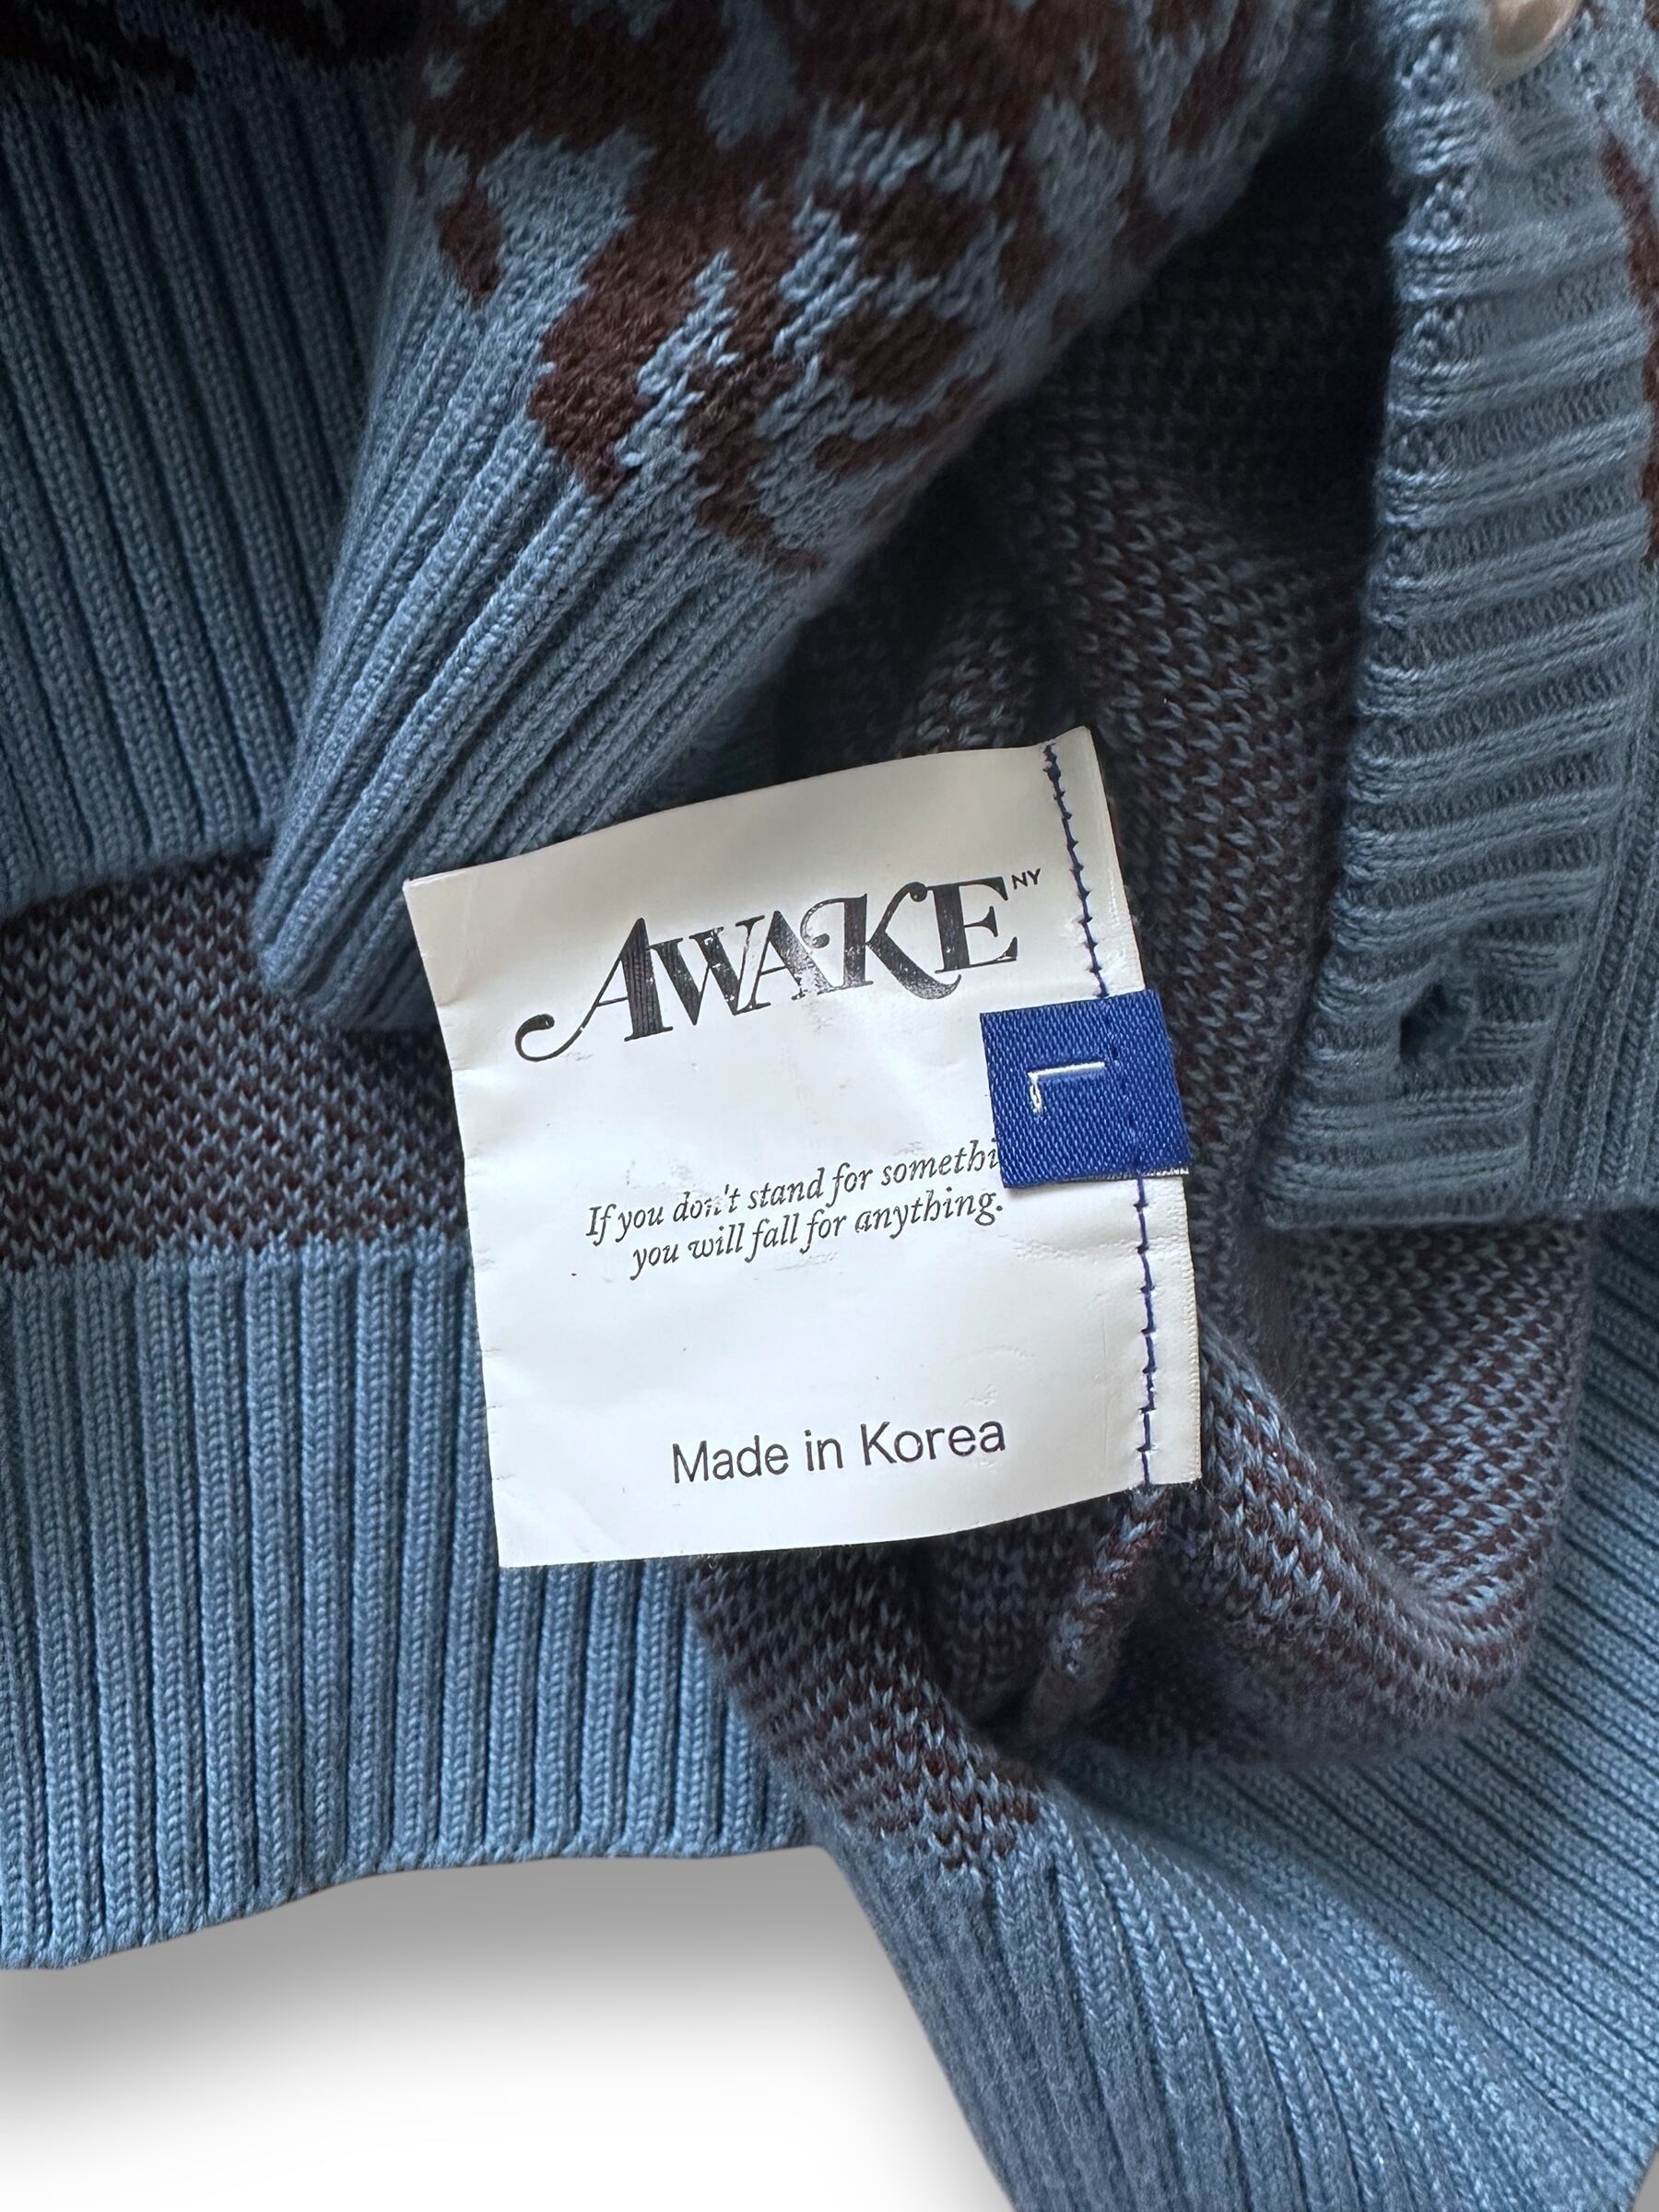 AWAKE NY
L
If you don't stand for somethi
you will fall for anything.
Made in Korea